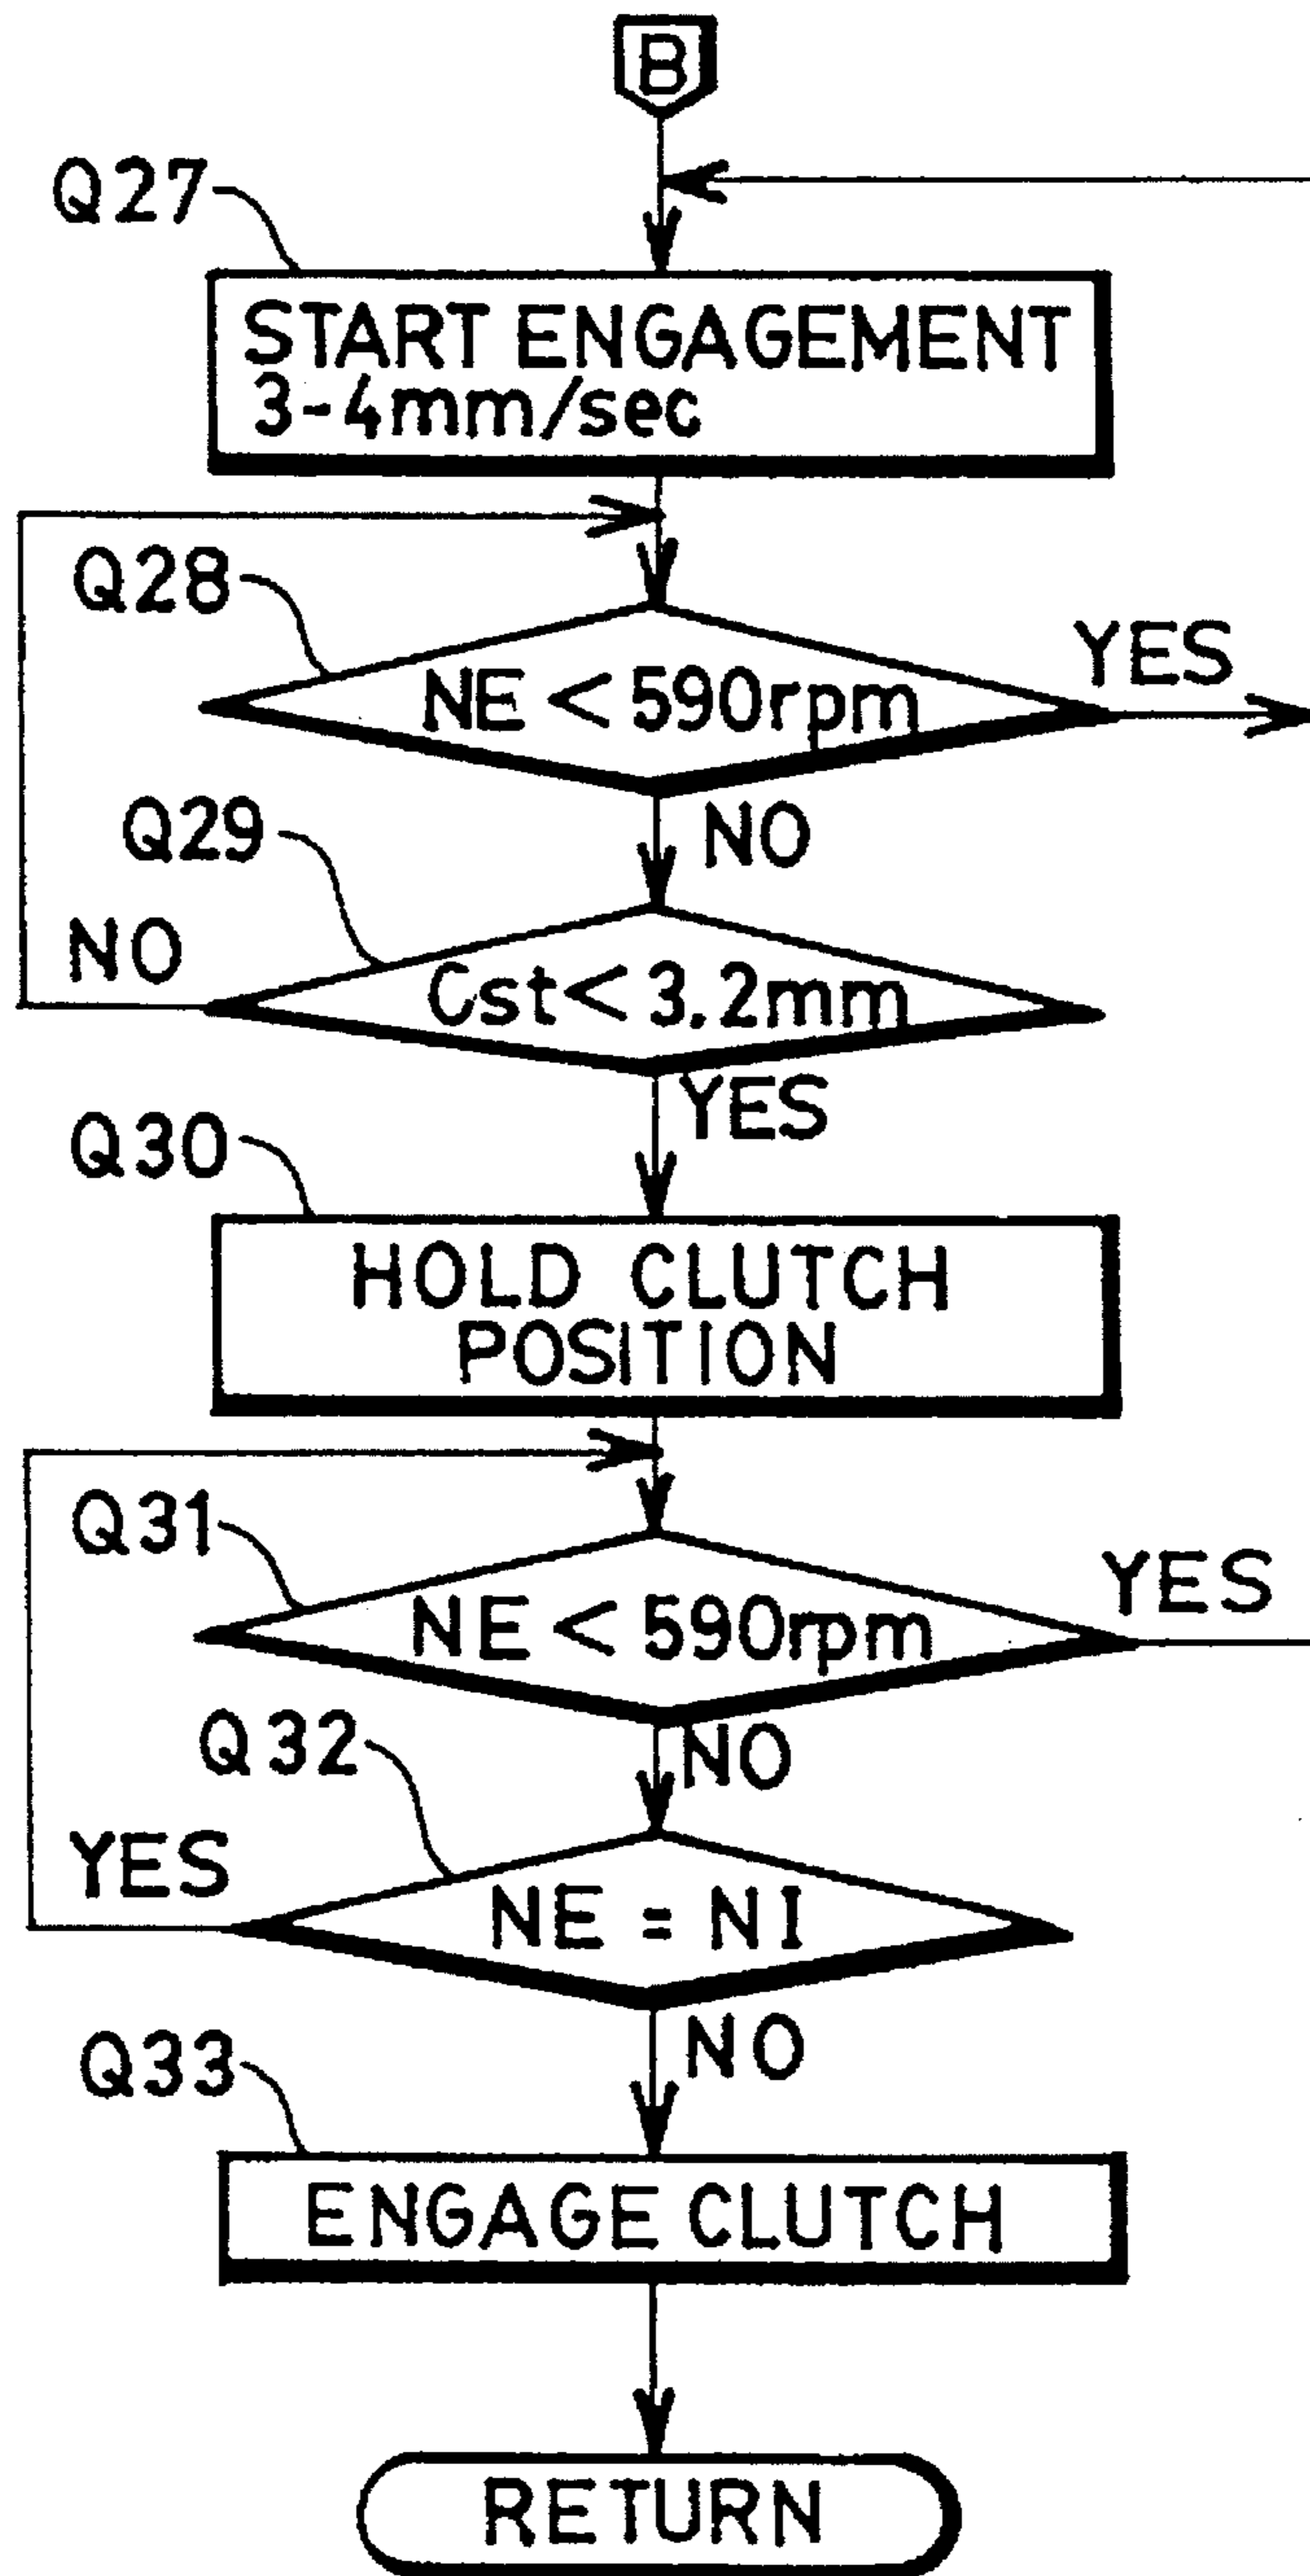 B
Q27
START ENGAGEMENT
3-4mm/sec
Q28
NE < 590rpm
YES
NO
Q29
Cst < 3.2mm
NO
YES
Q30
HOLD CLUTCH
POSITION
Q31
NE < 590rpm
YES
NO
Q32
NE = NI
YES
NO
Q33
ENGAGE CLUTCH
RETURN